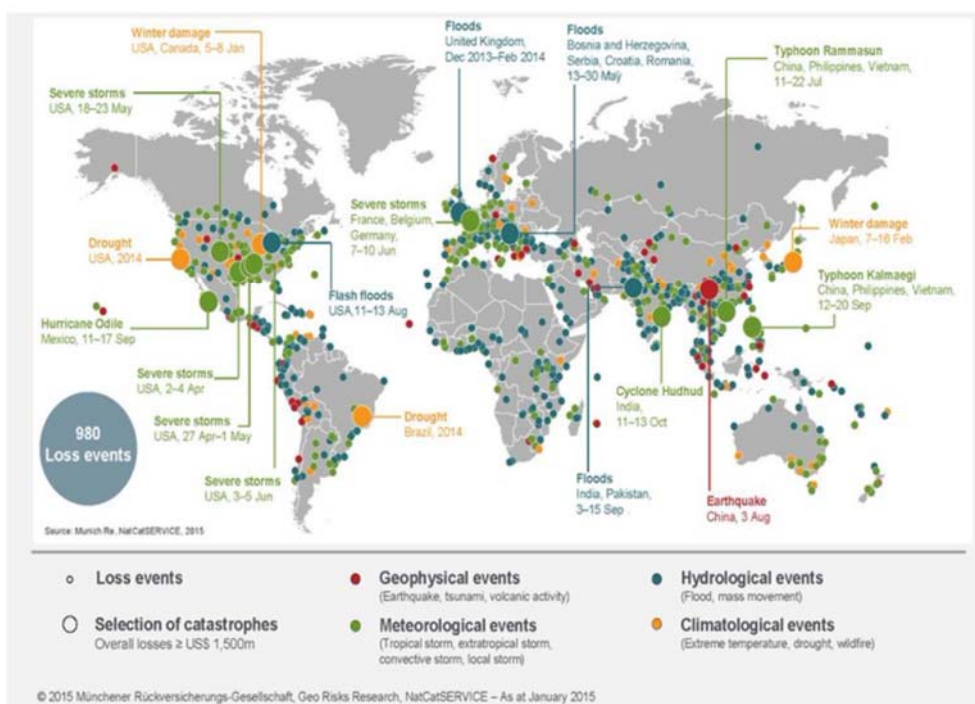 Winter damage
USA, Canada, 5–8 Jan
Floods
United Kingdom,
Dec 2013–Feb 2014
Floods
Bosnia and Herzegovina,
Serbia, Croatia, Romania,
13–30 May
Typhoon Rammasun
China, Philippines, Vietnam,
11–22 Jul
Severe storms
USA, 18–23 May
Severe storms
France, Belgium,
Germany,
7–10 Jun
Drought
USA, 2014
Winter damage
Japan, 7–16 Feb
Typhoon Kalmaegi
China, Philippines, Vietnam,
12–20 Sep
Flash floods
USA, 11–13 Aug
Hurricane Odile
Mexico, 11–17 Sep
Severe storms
USA, 2–4 Apr
Cyclone Hudhud
India,
11–13 Oct
Severe storms
USA, 27 Apr–1 May
Drought
Brazil, 2014
980
Loss events
Severe storms
USA, 3–5 Jun
Floods
India, Pakistan,
3–15 Sep
Earthquake
China, 3 Aug
Source: Munich Re, NatCatSERVICE, 2015
Loss events
Geophysical events
(Earthquake, tsunami, volcanic activity)
Hydrological events
(Flood, mass movement)
Selection of catastrophes
Overall losses ≥ US$ 1,500m
Meteorological events
(Tropical storm, extratropical storm,
convective storm, local storm)
Climatological events
(Extreme temperature, drought, wildfire)
© 2015 Münchener Rückversicherungs-Gesellschaft, Geo Risks Research, NatCatSERVICE – As at January 2015